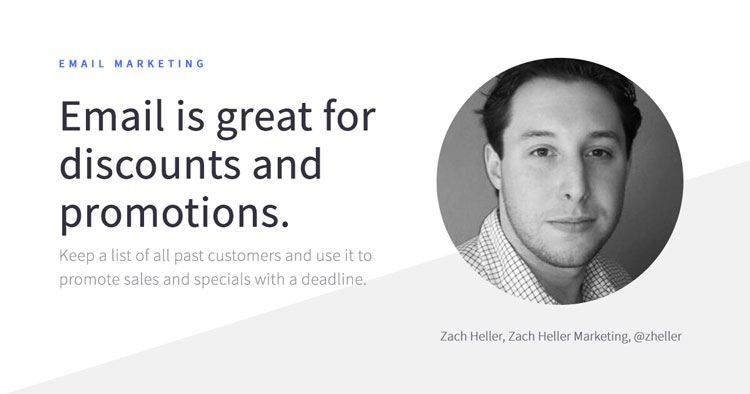 EMAIL MARKETING
Email is great for
discounts and
promotions.
Keep a list of all past customers and use it to
promote sales and specials with a deadline.
Zach Heller, Zach Heller Marketing, @zheller